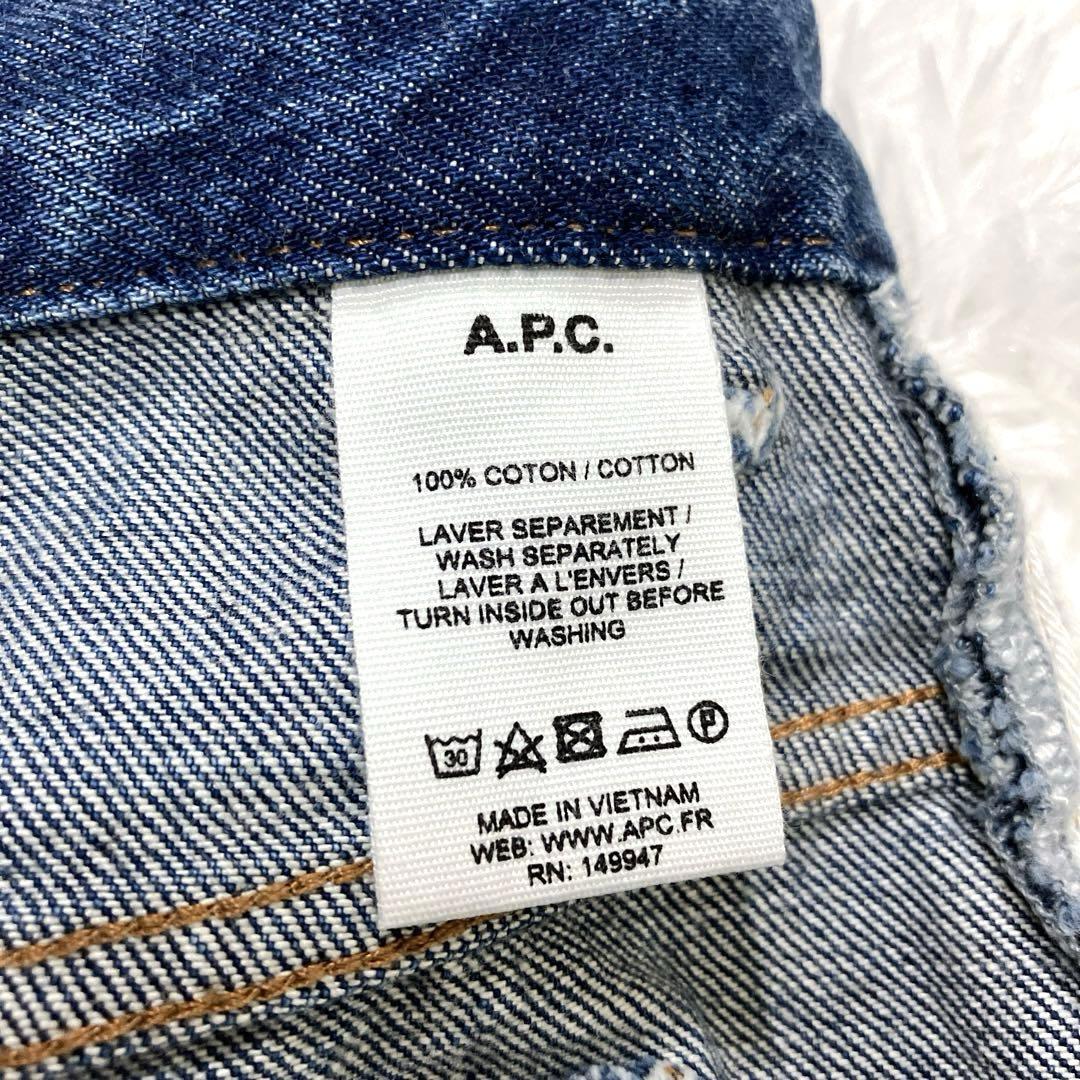 A.P.C.
100% COTON / COTTON
LAVER SEPAREMENT /
WASH SEPARATELY
LAVER A L'ENVERS /
TURN INSIDE OUT BEFORE
WASHING
30 P
MADE IN VIETNAM
WEB: WWW.APC.FR
RN: 149947